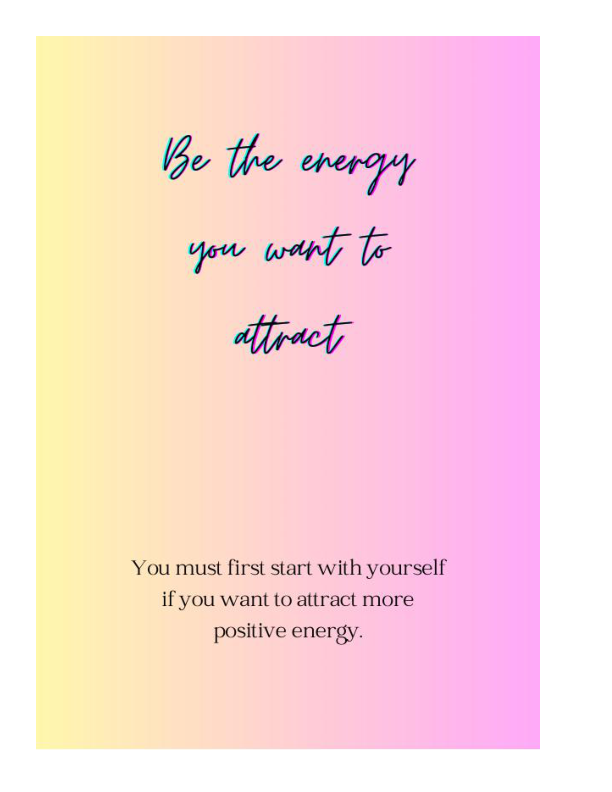 Be the energy
you want to
attract
You must first start with yourself
if you want to attract more
positive energy.